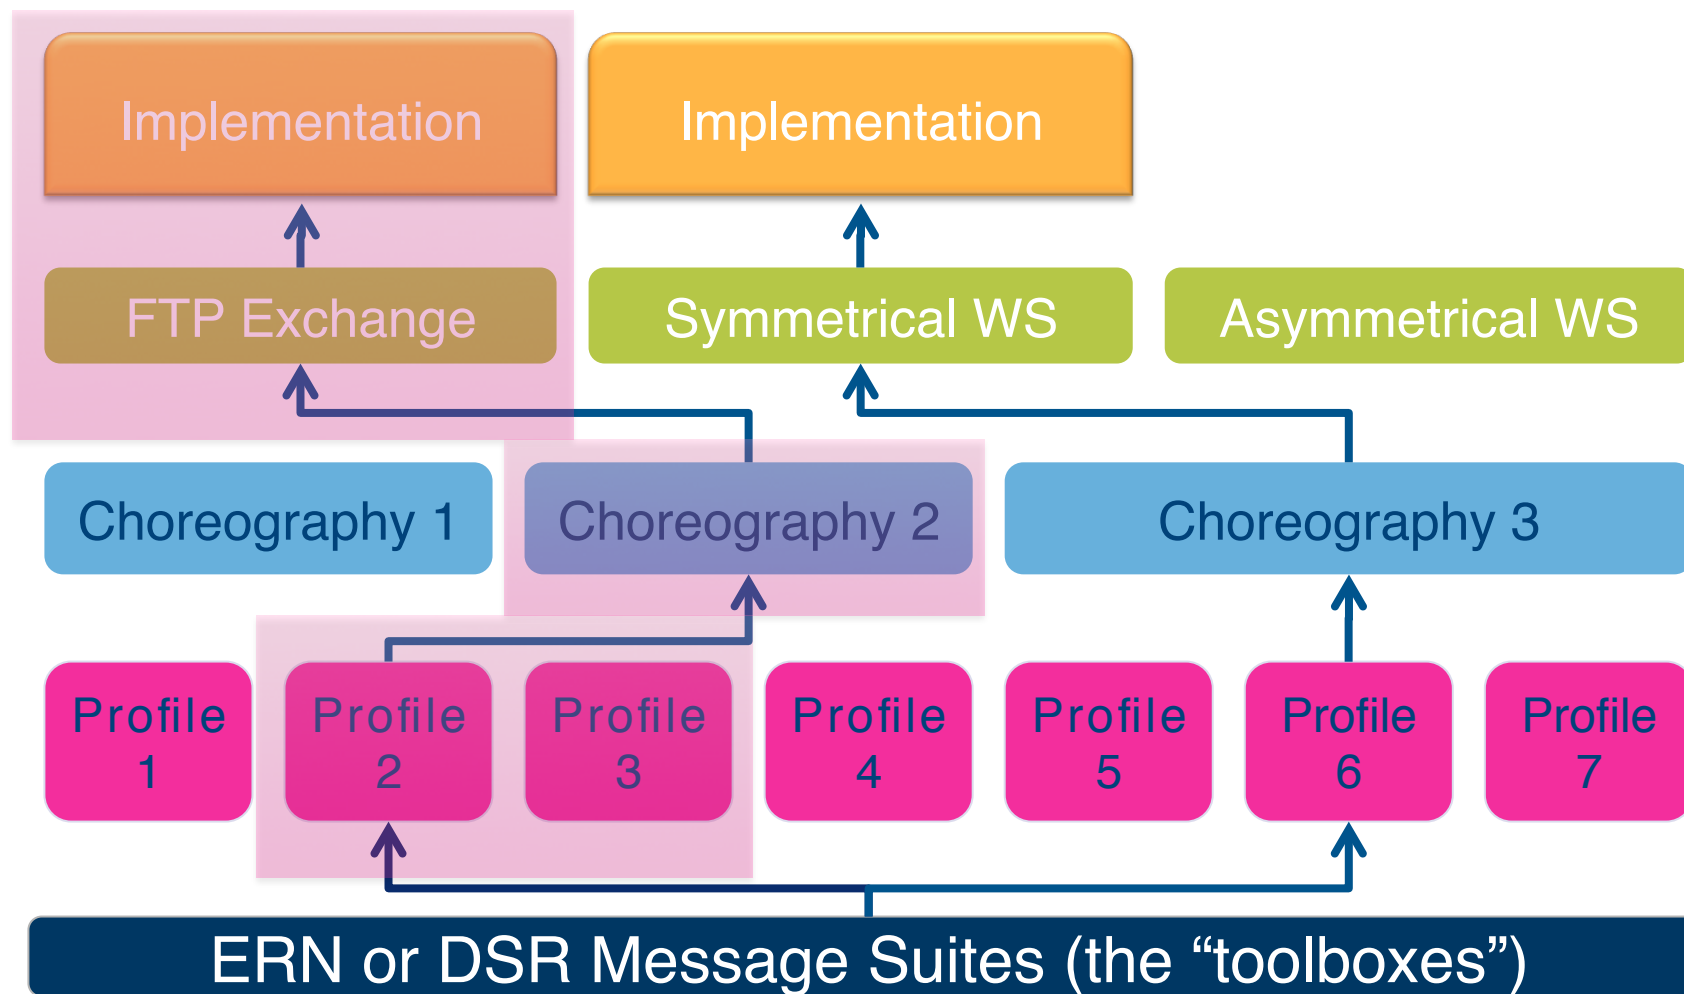 Implementation
Implementation
FTP Exchange
Symmetrical WS
Asymmetrical WS
Choreography 1
Choreography 2
Choreography 3
Profile
1
Profile
2
Profile
3
Profile
4
Profile
5
Profile
6
Profile
7
ERN or DSR Message Suites (the “toolboxes”)